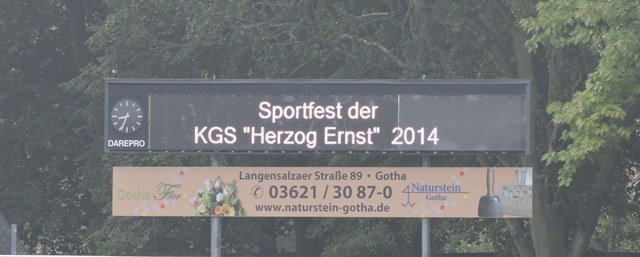 Sportfest der
KGS "Herzog Ernst" 2014
DAREPRO
Langensalzaer Straße 89 • Gotha
Gotha Flor
03621 / 30 87-0
Naturstein
Gotha
www.naturstein-gotha.de